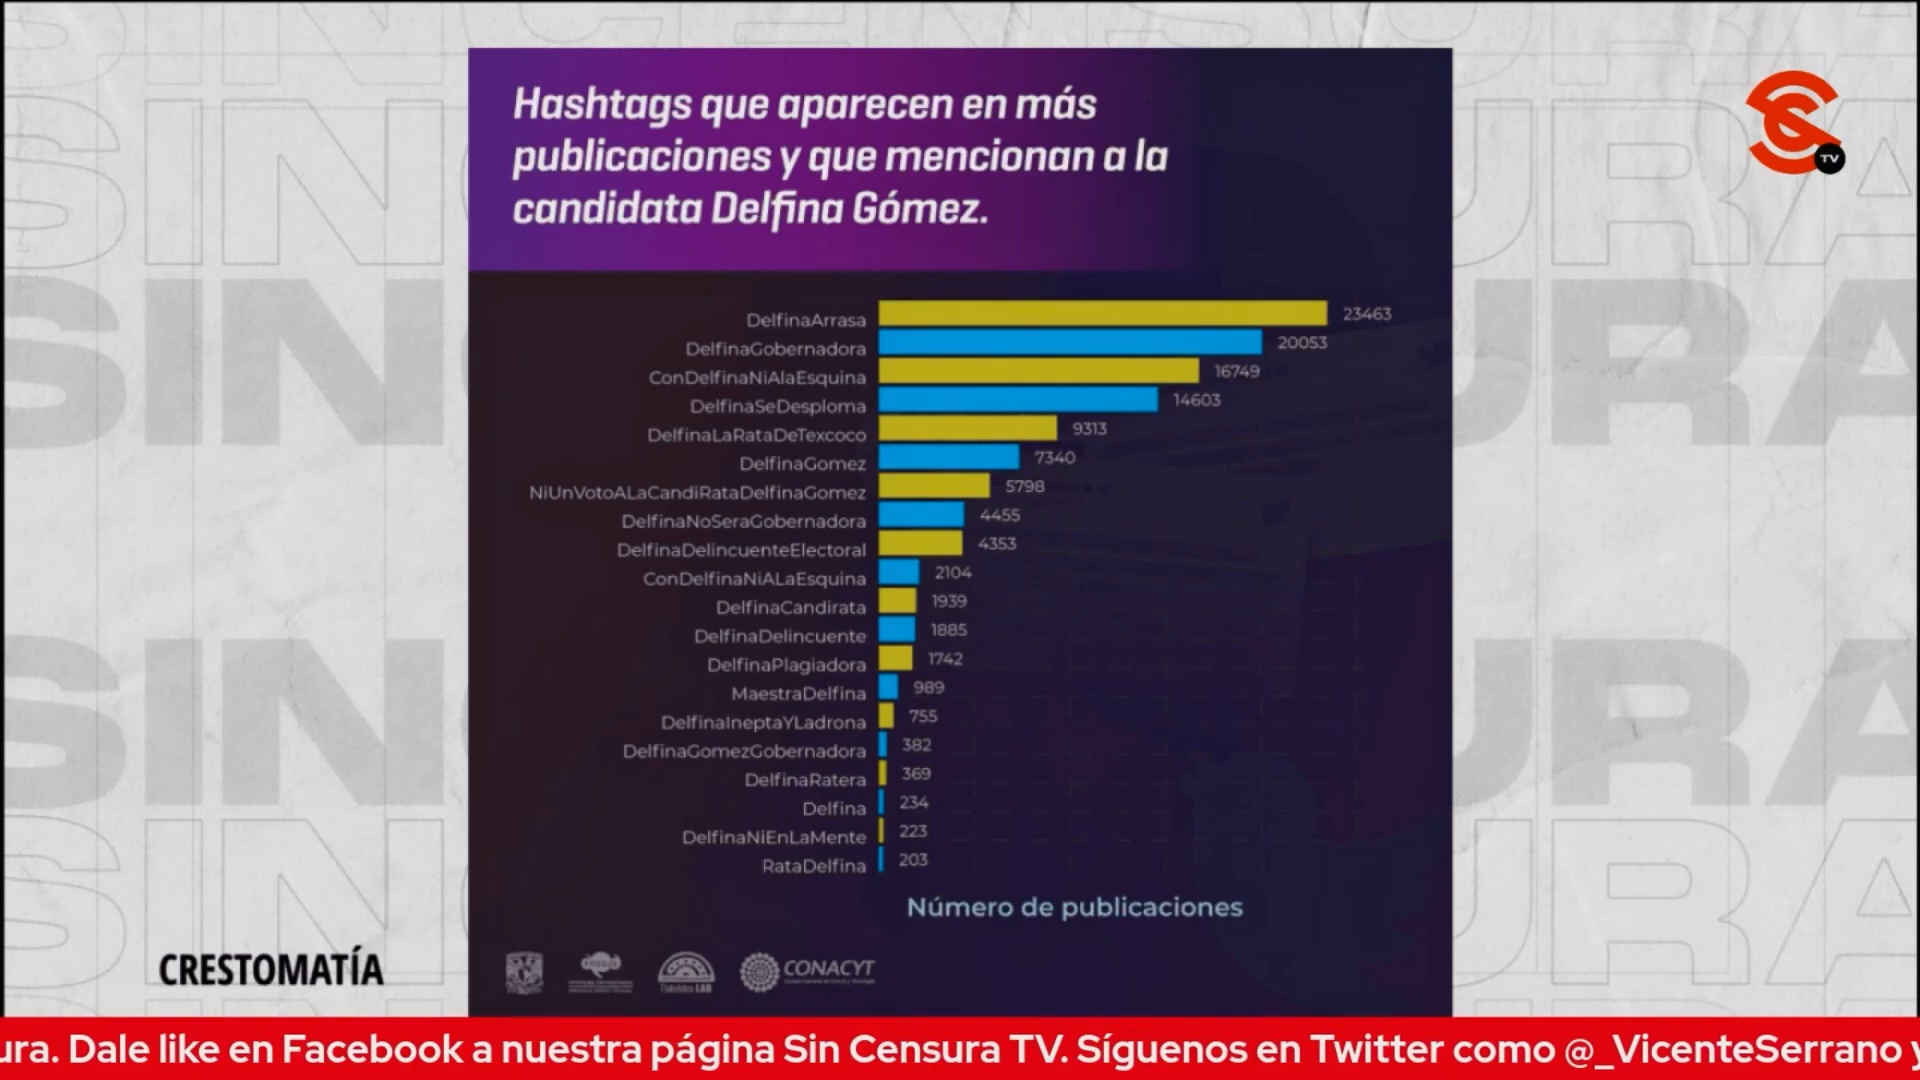 Hashtags que aparecen en más
publicaciones y que mencionan a la
candidata Delfina Gómez.
TV
DelfinaArrasa 23463
DelfinaGobernadora 20053
ConDelfinaNiAlaEsquina 16749
DelfinaSeDesploma 14603
DelfinaLaRataDeTexcoco 9313
DelfinaGomez 7340
NiUnVotoALaCandiRataDelfinaGomez 5798
DelfinaNoSeraGobernadora 4455
DelfinaDelincuenteElectoral 4353
ConDelfinaNiALaEsquina 2104
DelfinaCandirata 1939
DelfinaDelincuente 1885
DelfinaPlagiadora 1742
MaestraDelfina 989
DelfinaIneptaYLadrona 755
DelfinaGomezGobernadora 382
DelfinaRatera 369
Delfina 234
DelfinaNiEnLaMente 223
RataDelfina 203
Número de publicaciones
CONACYT
CRESTOMATÍA
ura. Dale like en Facebook a nuestra página Sin Censura TV. Síguenos en Twitter como @_VicenteSerrano y